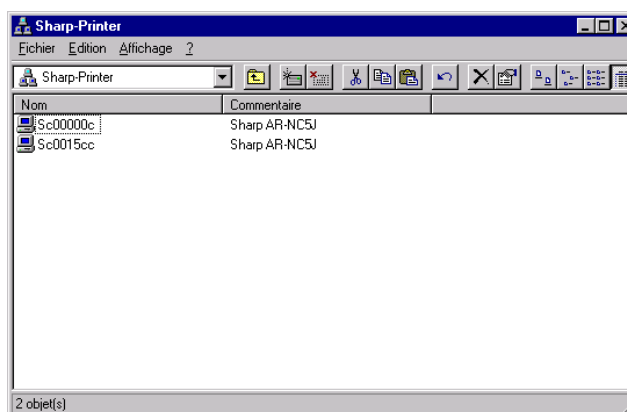 Sharp-Printer
Fichier Edition Affichage ?
Sharp-Printer
Nom Commentaire
Sc00000c Sharp AR-NC5J
Sc0015cc Sharp AR-NC5J
2 objet(s)